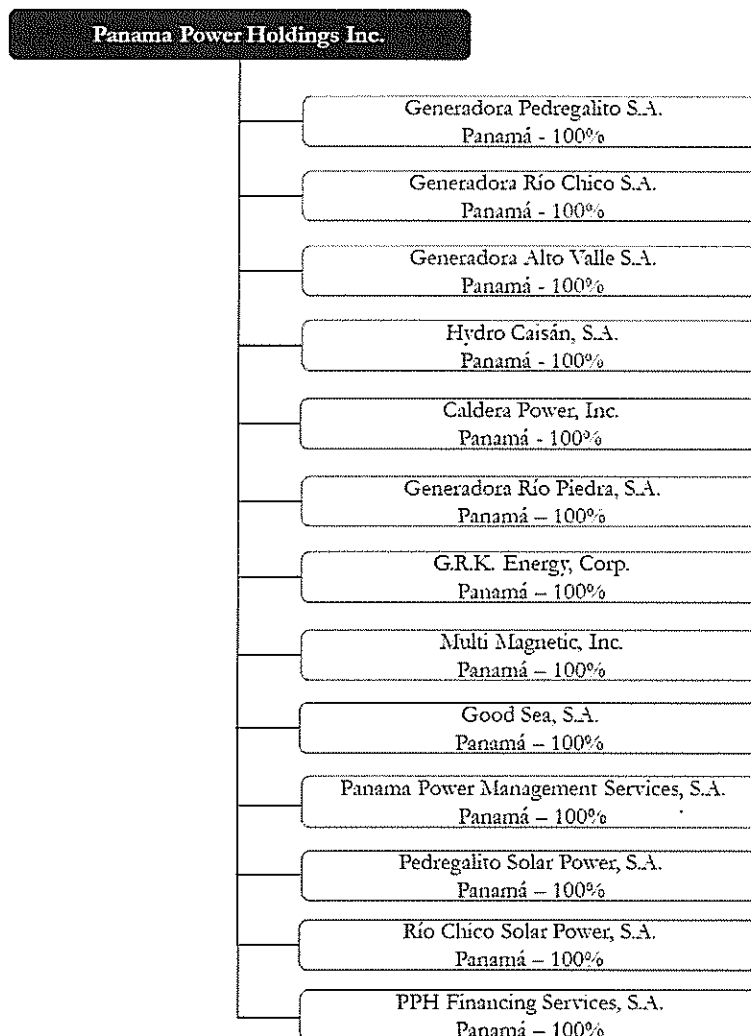 Panama Power Holdings Inc.
Generadora Pedregalito S.A.
Panamá - 100%
Generadora Río Chico S.A.
Panamá - 100%
Generadora Alto Valle S.A.
Panamá - 100%
Hydro Caisán, S.A.
Panamá - 100%
Caldera Power, Inc.
Panamá - 100%
Generadora Río Piedra, S.A.
Panamá – 100%
G.R.K. Energy, Corp.
Panamá – 100%
Multi Magnetic, Inc.
Panamá – 100%
Good Sea, S.A.
Panamá – 100%
Panama Power Management Services, S.A.
Panamá – 100%
Pedregalito Solar Power, S.A.
Panamá – 100%
Río Chico Solar Power, S.A.
Panamá – 100%
PPH Financing Services, S.A.
Panamá – 100%